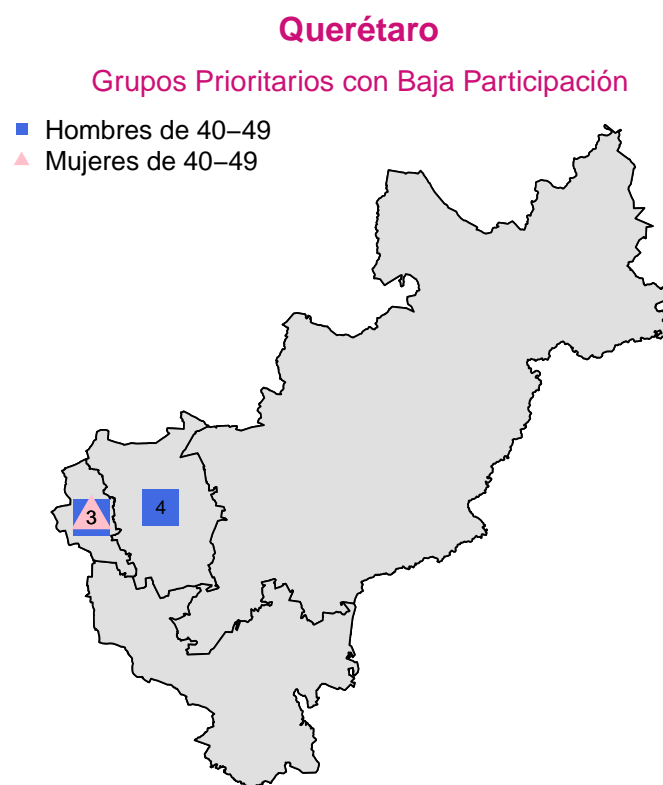 Querétaro
Grupos Prioritarios con Baja Participación
Hombres de 40−49
Mujeres de 40−49
4
3